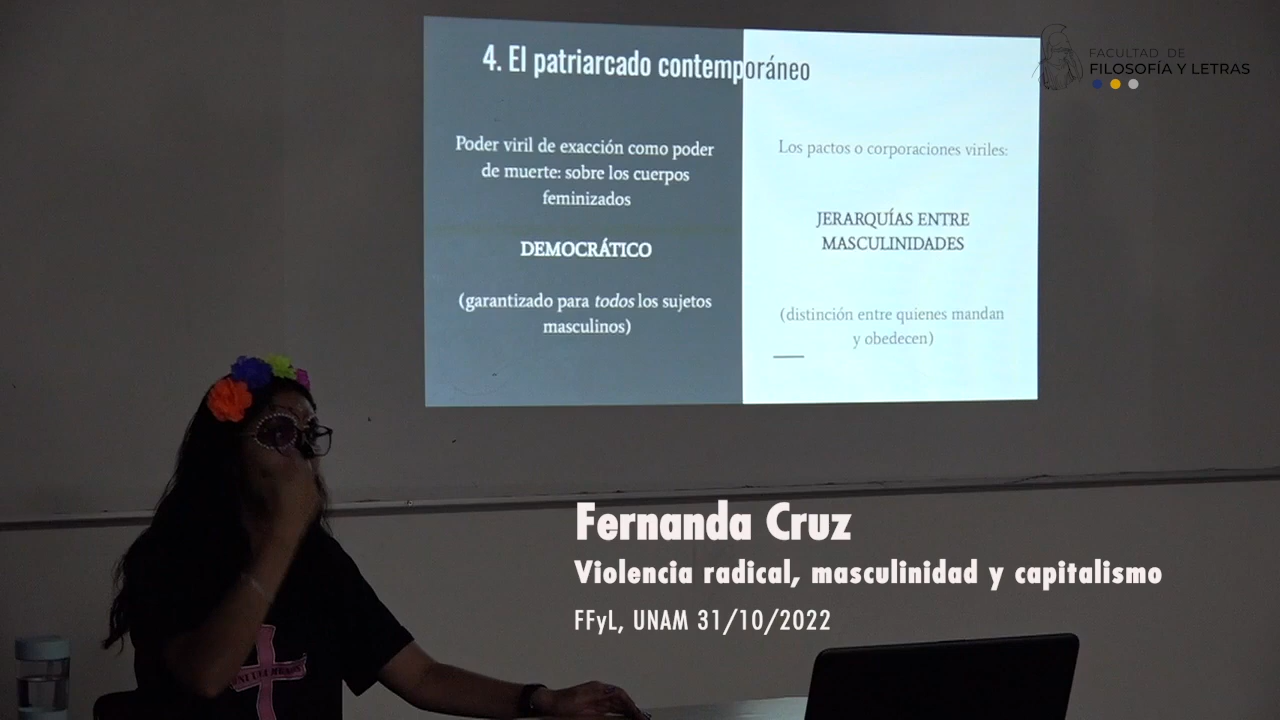 4. El patriarcado contemporáneo
Poder viril de exacción como poder
de muerte: sobre los cuerpos
feminizados
DEMOCRÁTICO
(garantizado para todos los sujetos
masculinos)
Los pactos o corporaciones viriles:
JERARQUÍAS ENTRE
MASCULINIDADES
(distinción entre quienes mandan
y obedecen)
FACULTAD DE
FILOSOFÍA Y LETRAS
Fernanda Cruz
Violencia radical, masculinidad y capitalismo
FFyL, UNAM 31/10/2022